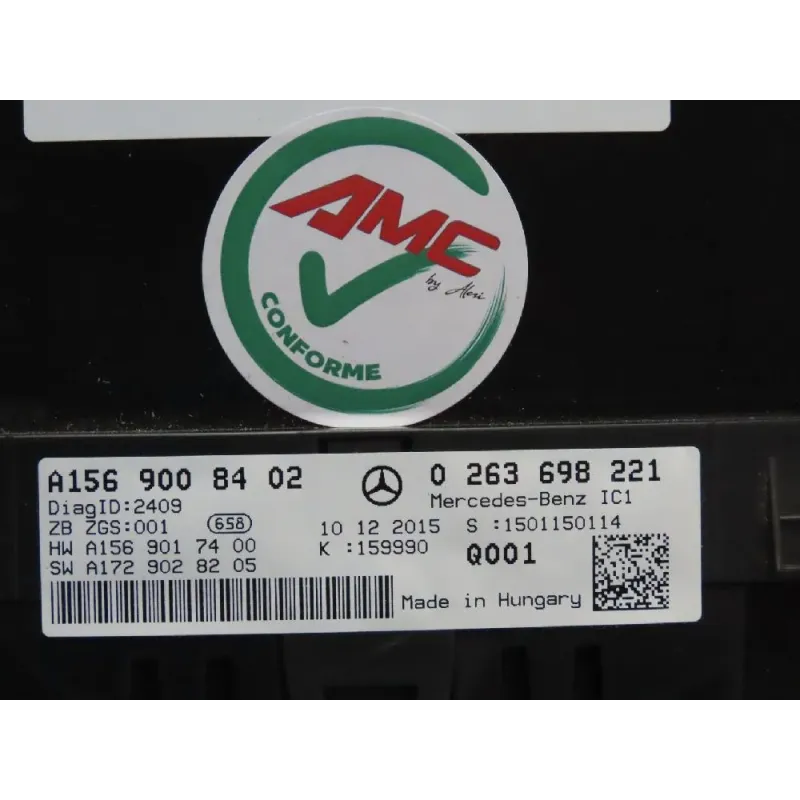 AMC
by Alexi
CONFORME
A156 900 84 02
0 263 698 221
DiagID:2409
Mercedes-Benz IC1
ZB ZGS:001
658
10 12 2015
S :1501150114
HW A156 901 74 00
K :159990
Q001
SW A172 902 82 05
Made in Hungary